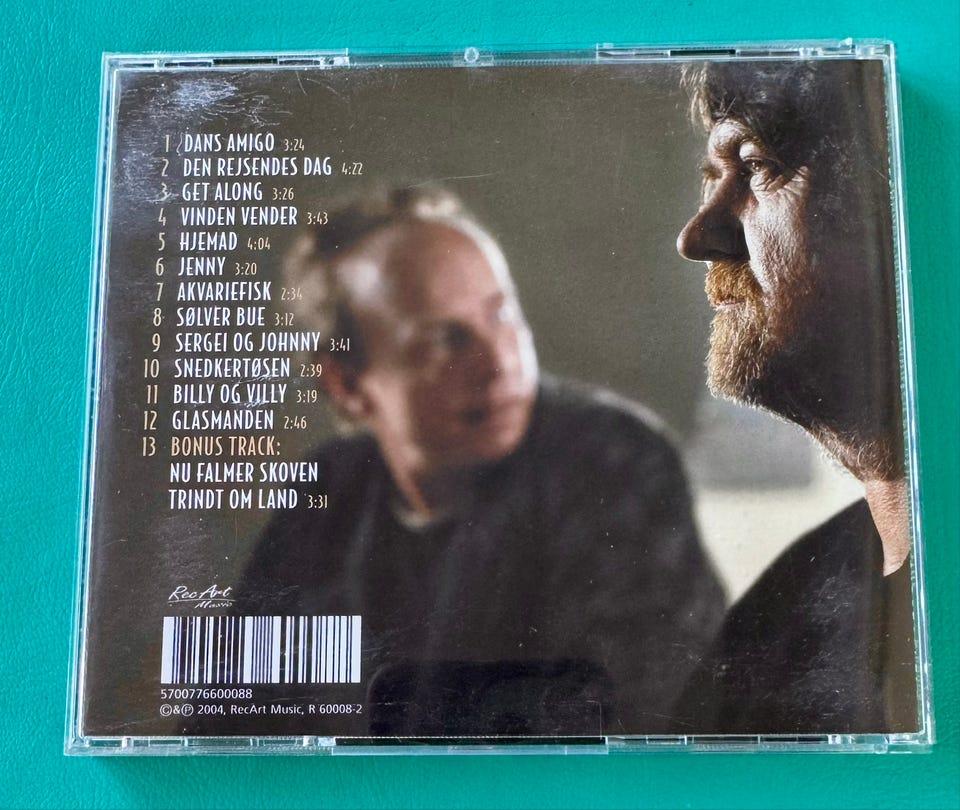 1 DANS AMIGO 3:24
2 DEN REJSENDES DAG 4:22
3 GET ALONG 3:26
4 VINDEN VENDER 3:43
5 HJEMAD 4:04
6 JENNY 3:20
7 AKVARIEFISK 2:34
8 SØLVER BUE 3:12
9 SERGEI OG JOHNNY 3:41
10 SNEDKERTØSEN 2:39
11 BILLY OG VILLY 3:19
12 GLASMANDEN 2:46
13 BONUS TRACK:
NU FALMER SKOVEN
TRINDT OM LAND 3:31
RecArt
Music
5700776600088
©&℗ 2004, RecArt Music, R 60008-2